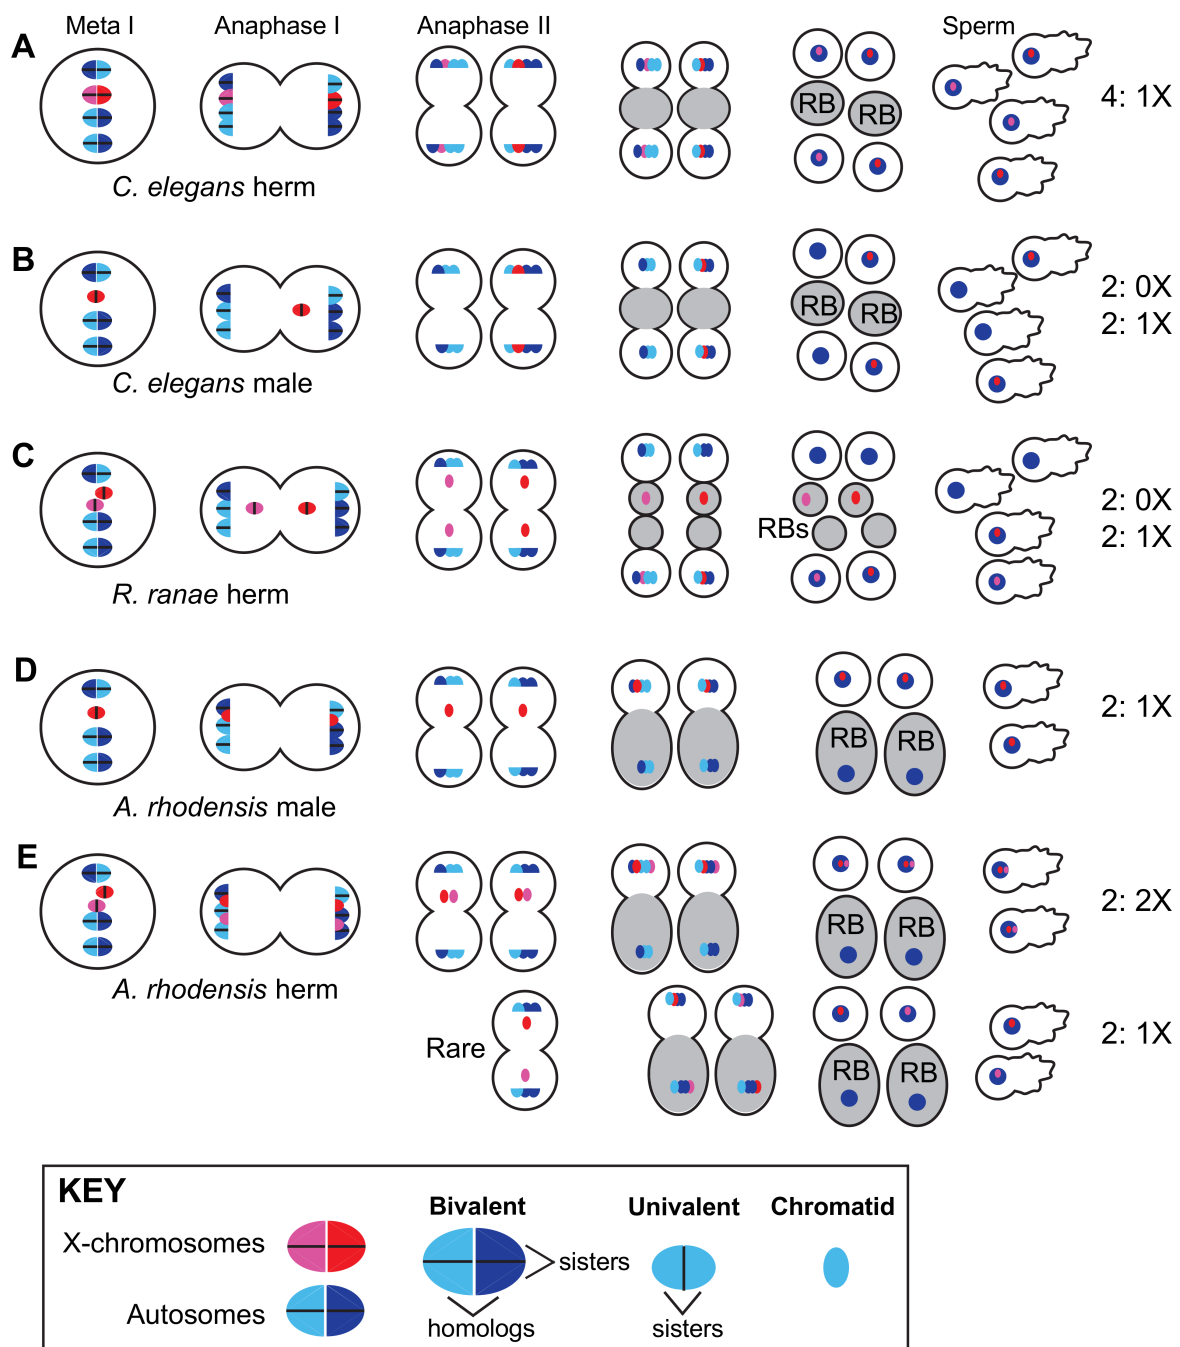 Meta I Anaphase I Anaphase II Sperm
A
RB RB
4: 1X
C. elegans herm
B
RB RB
2: 0X
2: 1X
C. elegans male
C
RBs
2: 0X
2: 1X
R. ranae herm
D
RB RB
2: 1X
A. rhodensis male
E
RB RB
2: 2X
A. rhodensis herm
Rare
RB RB
2: 1X
KEY
Bivalent Univalent Chromatid
X-chromosomes
sisters
Autosomes
homologs sisters